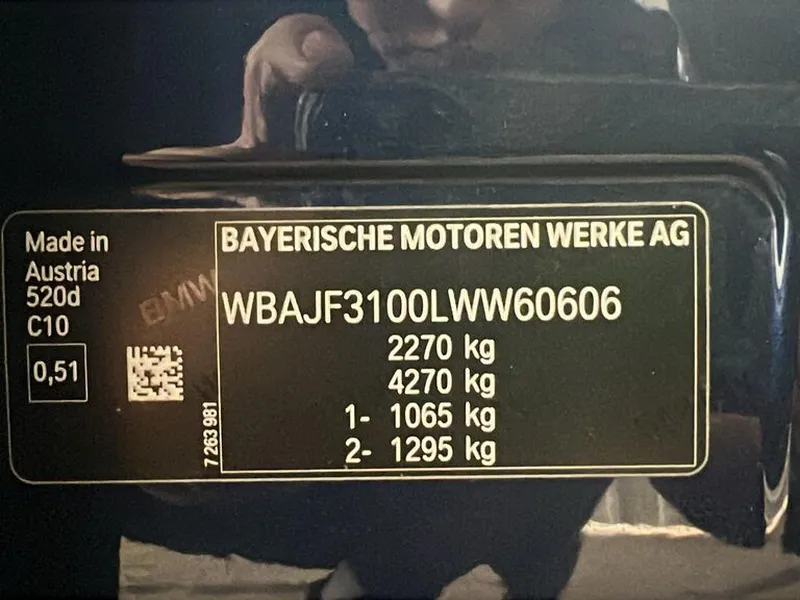 Made in
Austria
520d
C10
0,51
BMW
7 263 981
BAYERISCHE MOTOREN WERKE AG
WBAJF3100LWW60606
2270 kg
4270 kg
1- 1065 kg
2- 1295 kg